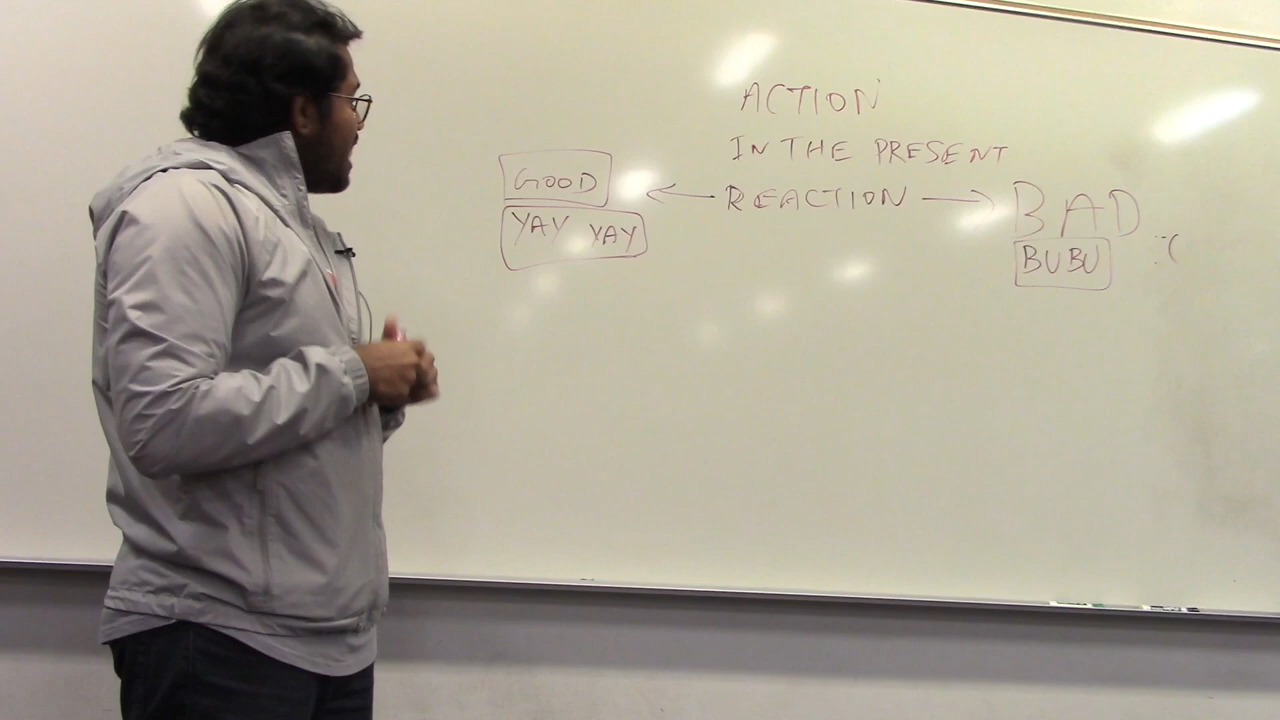 ACTION
IN THE PRESENT
GOOD ← REACTION → BAD
YAY YAY
BUBU :(